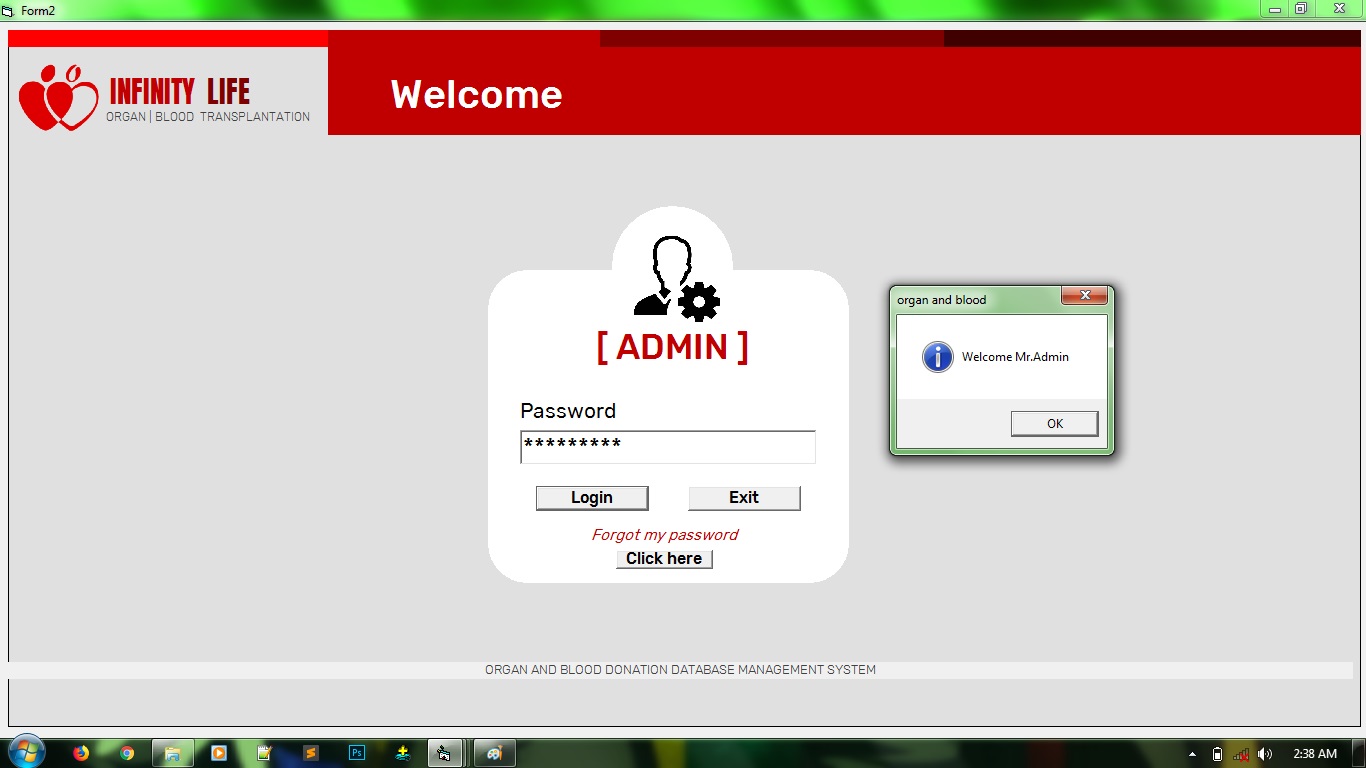 Form2
INFINITY LIFE
ORGAN | BLOOD TRANSPLANTATION
Welcome
[ ADMIN ]
Password
*********
Login
Exit
Forgot my password
Click here
organ and blood
Welcome Mr.Admin
OK
ORGAN AND BLOOD DONATION DATABASE MANAGEMENT SYSTEM
Ps
2:38 AM